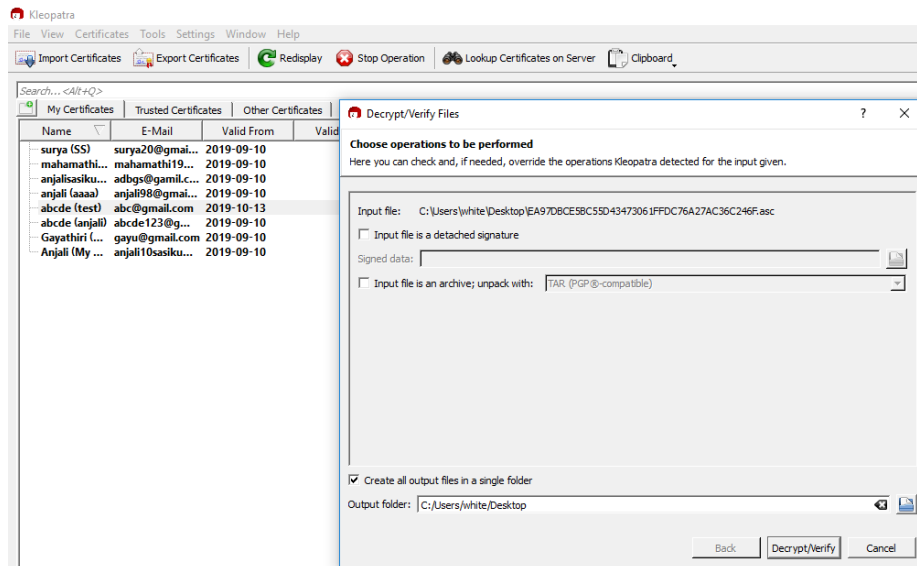 Kleopatra
File View Certificates Tools Settings Window Help
Import Certificates Export Certificates Redisplay Stop Operation Lookup Certificates on Server Clipboard
Search... <Alt+Q>
My Certificates Trusted Certificates Other Certificates
Name E-Mail Valid From Valid
surya (SS) surya20@gmai... 2019-09-10
mahamathi... mahamathi19... 2019-09-10
anjalisasiku... adbgs@gamil.c... 2019-09-10
anjali (aaaa) anjali98@gmai... 2019-09-10
abcde (test) abc@gmail.com 2019-10-13
abcde (anjali) abcde123@g... 2019-09-10
Gayathiri (... gayu@gmail.com 2019-09-10
Anjali (My ... anjali10sasiku... 2019-09-10
Decrypt/Verify Files ?
Choose operations to be performed
Here you can check and, if needed, override the operations Kleopatra detected for the input given.
Input file: C:\Users\white\Desktop\EA97DBCE5BC55D43473061FFDC76A27AC36C246F.asc
Input file is a detached signature
Signed data:
Input file is an archive; unpack with: TAR (PGP®-compatible)
Create all output files in a single folder
Output folder: C:/Users/white/Desktop
Back Decrypt/Verify Cancel